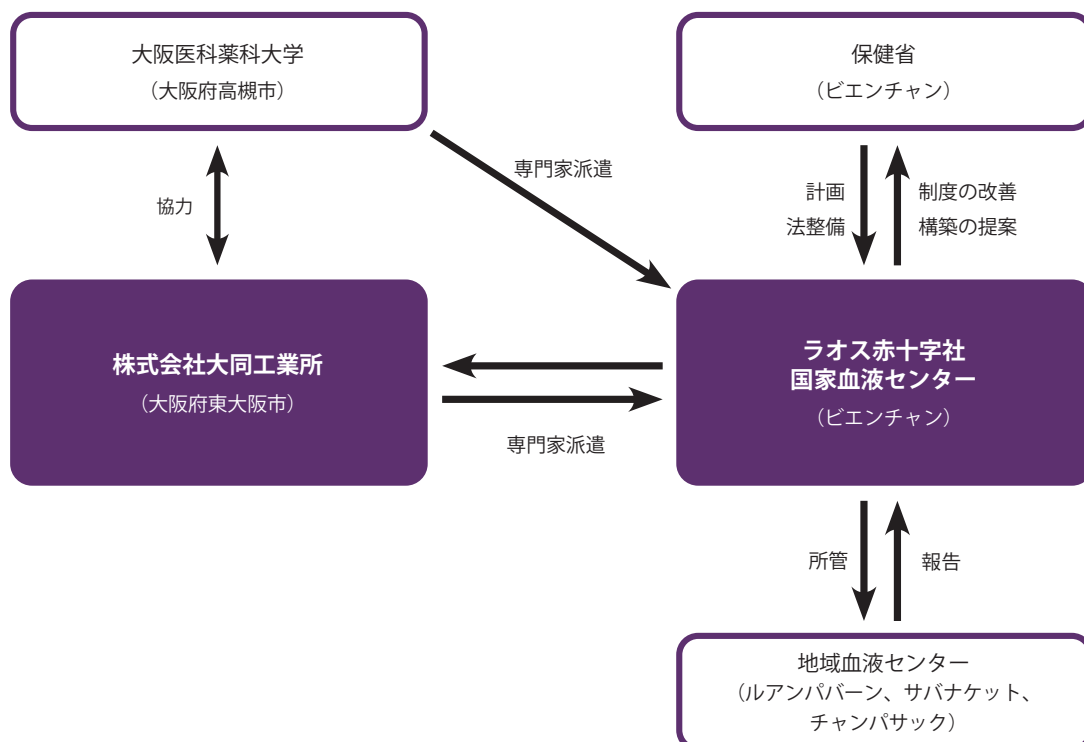 大阪医科薬科大学
（大阪府高槻市）
保健省
（ビエンチャン）
専門家派遣
協力
計画
法整備
制度の改善
構築の提案
株式会社大同工業所
（大阪府東大阪市）
ラオス赤十字社
国家血液センター
（ビエンチャン）
専門家派遣
所管
報告
地域血液センター
（ルアンパバーン、サバナケット、
チャンパサック）